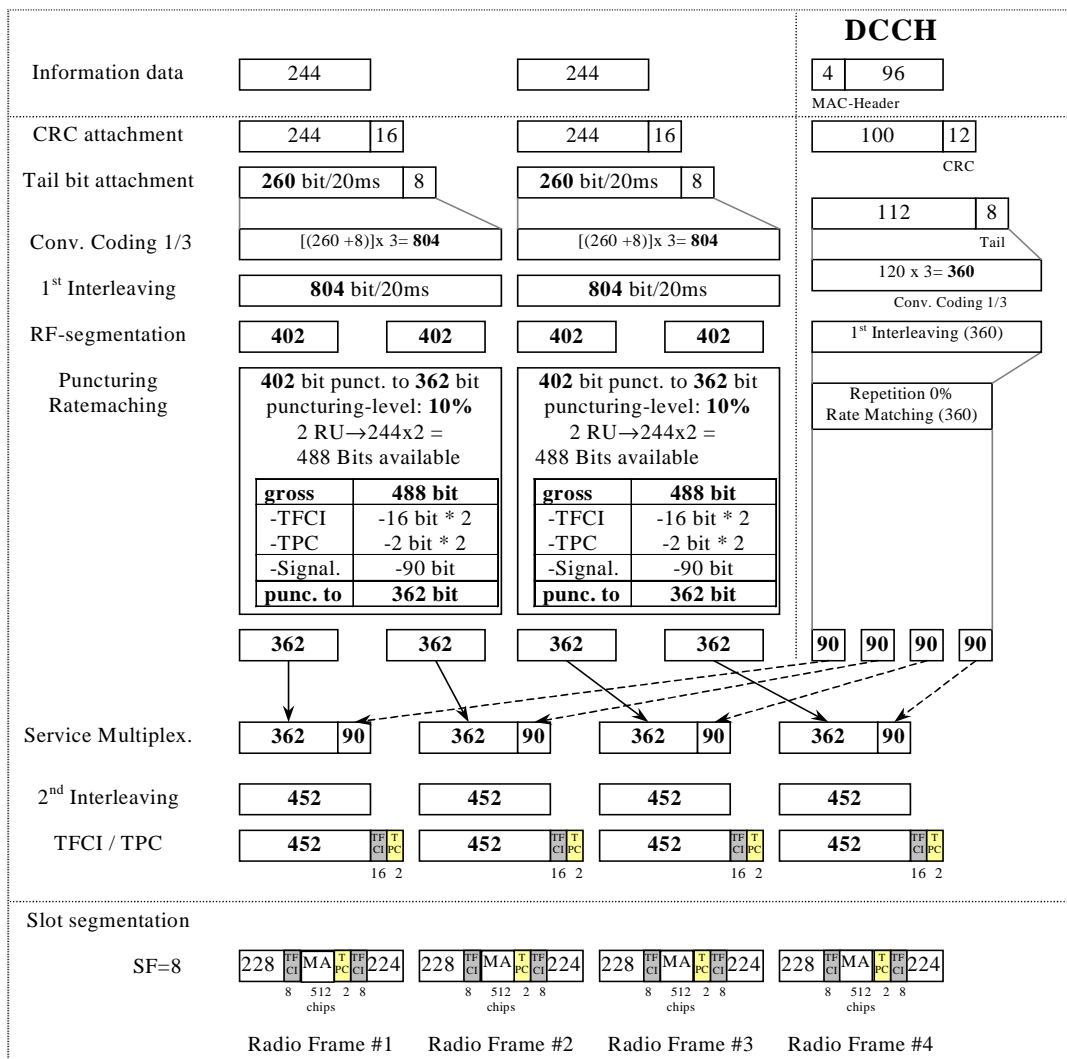 DCCH
Information data
244
244
4
96
MAC-Header
CRC attachment
244
16
244
16
100
12
CRC
Tail bit attachment
260 bit/20ms
8
260 bit/20ms
8
112
8
Tail
Conv. Coding 1/3
[(260 +8)]x 3= 804
[(260 +8)]x 3= 804
120 x 3= 360
Conv. Coding 1/3
1st Interleaving
804 bit/20ms
804 bit/20ms
RF-segmentation
402
402
402
402
1st Interleaving (360)
Puncturing
Ratemaching
402 bit punct. to 362 bit
puncturing-level: 10%
2 RU→244x2 =
488 Bits available
gross 488 bit
-TFCI -16 bit * 2
-TPC -2 bit * 2
-Signal. -90 bit
punc. to 362 bit
402 bit punct. to 362 bit
puncturing-level: 10%
2 RU→244x2 =
488 Bits available
gross 488 bit
-TFCI -16 bit * 2
-TPC -2 bit * 2
-Signal. -90 bit
punc. to 362 bit
Repetition 0%
Rate Matching (360)
362
362
362
362
90
90
90
90
Service Multiplex.
362
90
362
90
362
90
362
90
2nd Interleaving
452
452
452
452
TFCI / TPC
452
TF
CI
T
PC
16 2
452
TF
CI
T
PC
16 2
452
TF
CI
T
PC
16 2
452
TF
CI
T
PC
16 2
Slot segmentation
SF=8
228
TF
CI
MA
T
PC
TF
CI
224
8 512 2 8
chips
228
TF
CI
MA
T
PC
TF
CI
224
8 512 2 8
chips
228
TF
CI
MA
T
PC
TF
CI
224
8 512 2 8
chips
228
TF
CI
MA
T
PC
TF
CI
224
8 512 2 8
chips
Radio Frame #1
Radio Frame #2
Radio Frame #3
Radio Frame #4